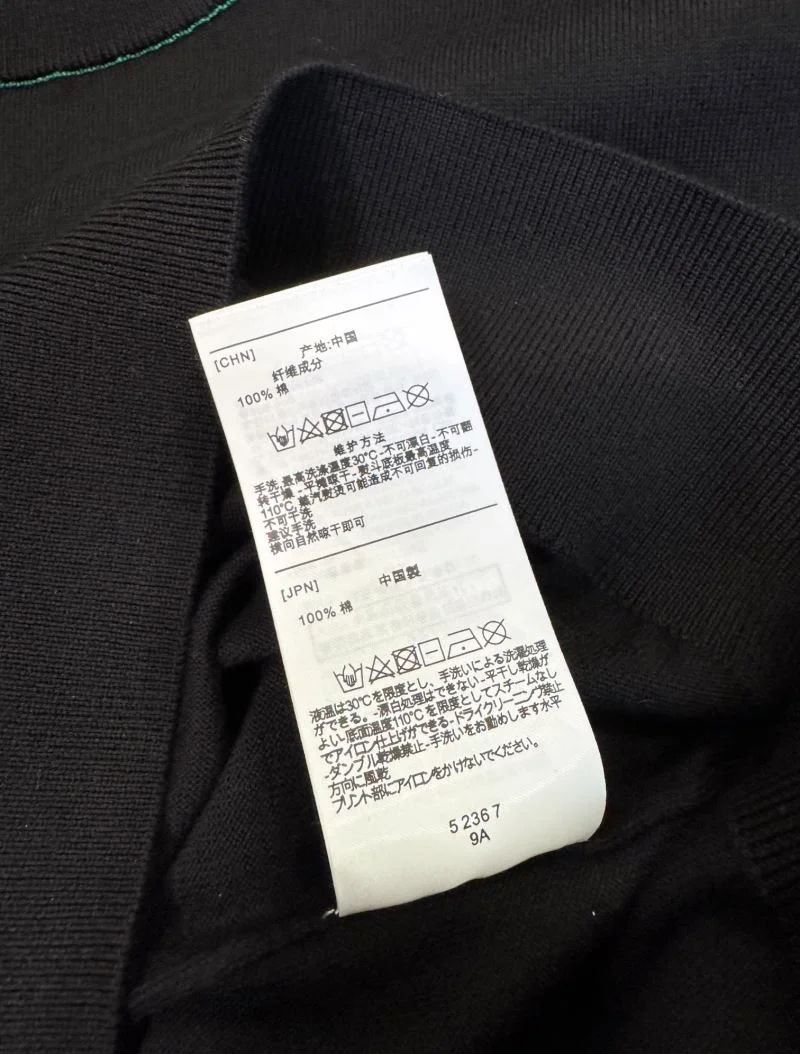 [CHN] 产地:中国
纤维成分
100% 棉
维护方法
手洗 最高洗涤温度30°C-不可漂白-不可翻
转干燥 -平摊晾干-熨斗底板最高温度
110°C,蒸汽熨烫可能造成不可回复的损伤-
不可干洗
建议手洗
横向自然晾干即可
[JPN] 中国製
100% 棉
液温は30°Cを限度とし、手洗いによる洗濯処理
ができる。-漂白処理はできない-平干し乾燥が
よい-底面温度110°Cを限度としてスチームなし
でアイロン仕上げができる-ドライクリーニング禁止
-タンブル乾燥禁止-手洗いをお勧めします水平
方向に風乾
プリント部にアイロンをかけないでください。
52367
9A